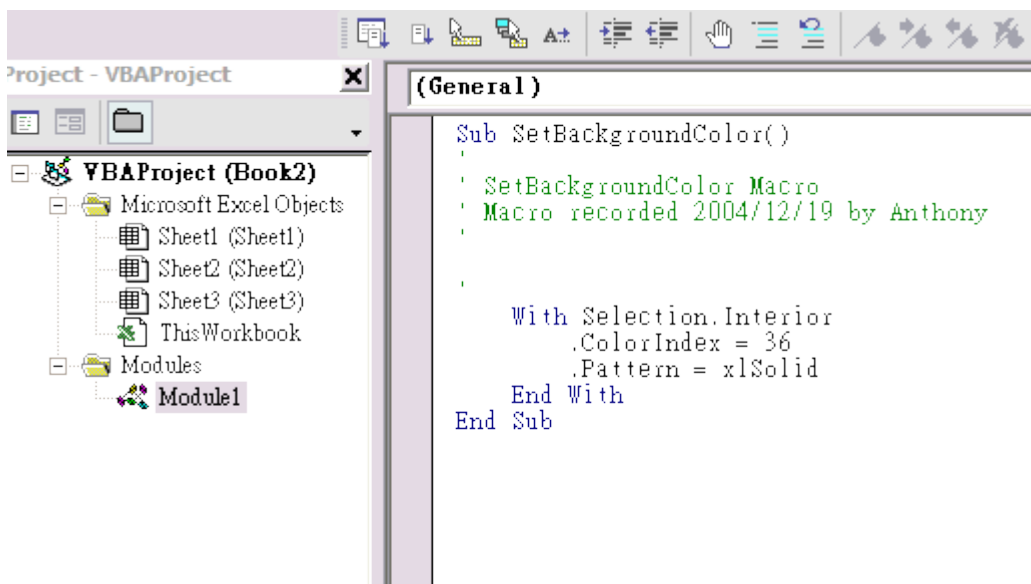 Project - VBAProject
VBAProject (Book2)
Microsoft Excel Objects
Sheet1 (Sheet1)
Sheet2 (Sheet2)
Sheet3 (Sheet3)
ThisWorkbook
Modules
Module1
(General)
Sub SetBackgroundColor()
'
' SetBackgroundColor Macro
' Macro recorded 2004/12/19 by Anthony
'
'
With Selection.Interior
.ColorIndex = 36
.Pattern = xlSolid
End With
End Sub